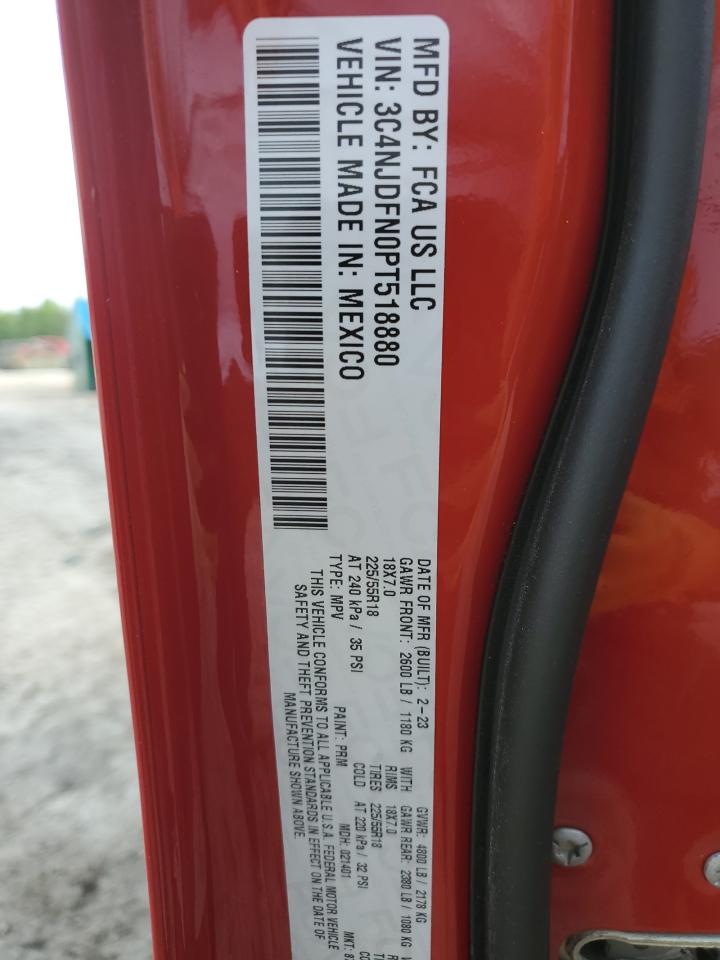 MFD BY: FCA US LLC
VIN: 3C4NJDFN0PT518880
VEHICLE MADE IN: MEXICO
DATE OF MFR (BUILT): 2-23 GVWR: 4800 LB / 2178 KG
GAWR FRONT: 2600 LB / 1180 KG WITH GAWR REAR: 2380 LB / 1080 KG
18X7.0 RIMS 18X7.0
225/55R18 TIRES 225/55R18
AT 240 kPa / 35 PSI COLD AT 220 kPa / 32 PSI
TYPE: MPV PAINT: PRM MDH: 021401 MKT:
THIS VEHICLE CONFORMS TO ALL APPLICABLE U.S.A. FEDERAL MOTOR VEHICLE
SAFETY AND THEFT PREVENTION STANDARDS IN EFFECT ON THE DATE OF
MANUFACTURE SHOWN ABOVE.